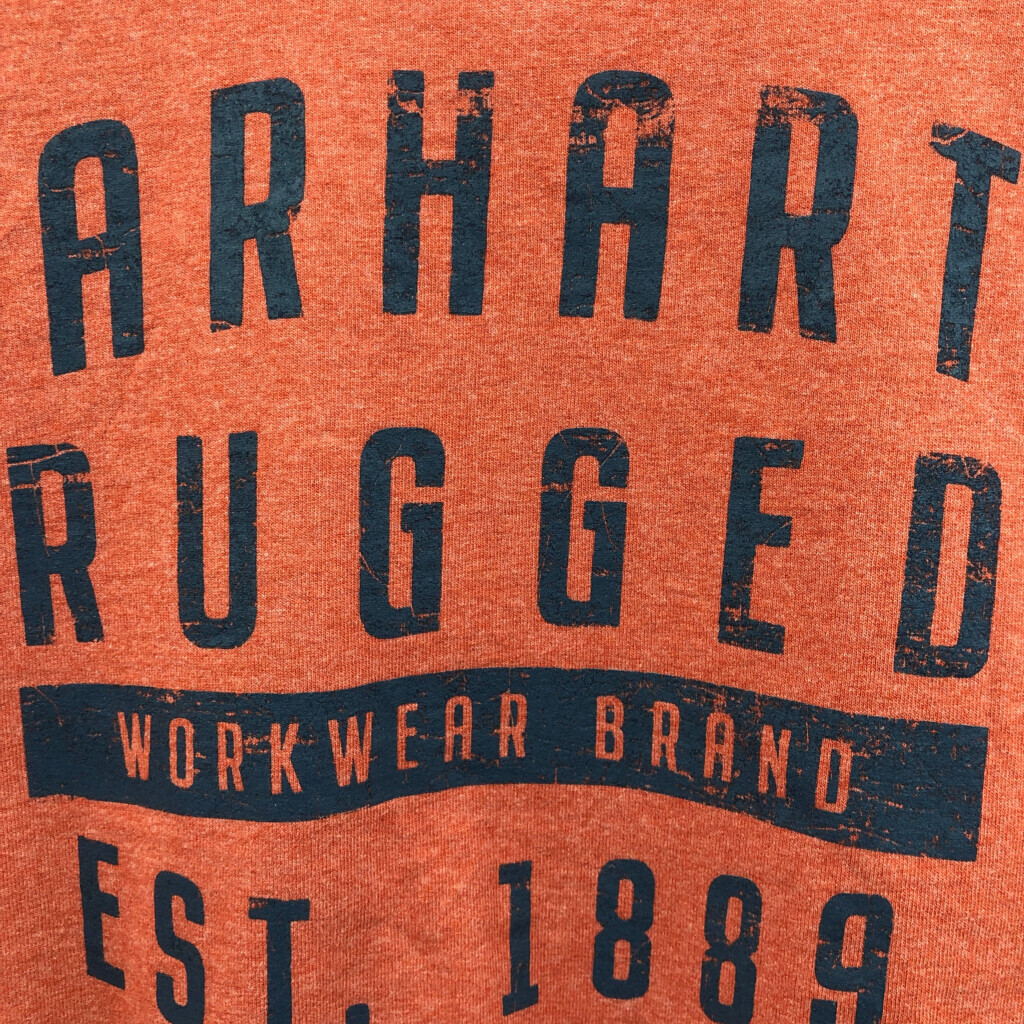 ARHART
RUGGED
WORKWEAR BRAND
EST. 1889